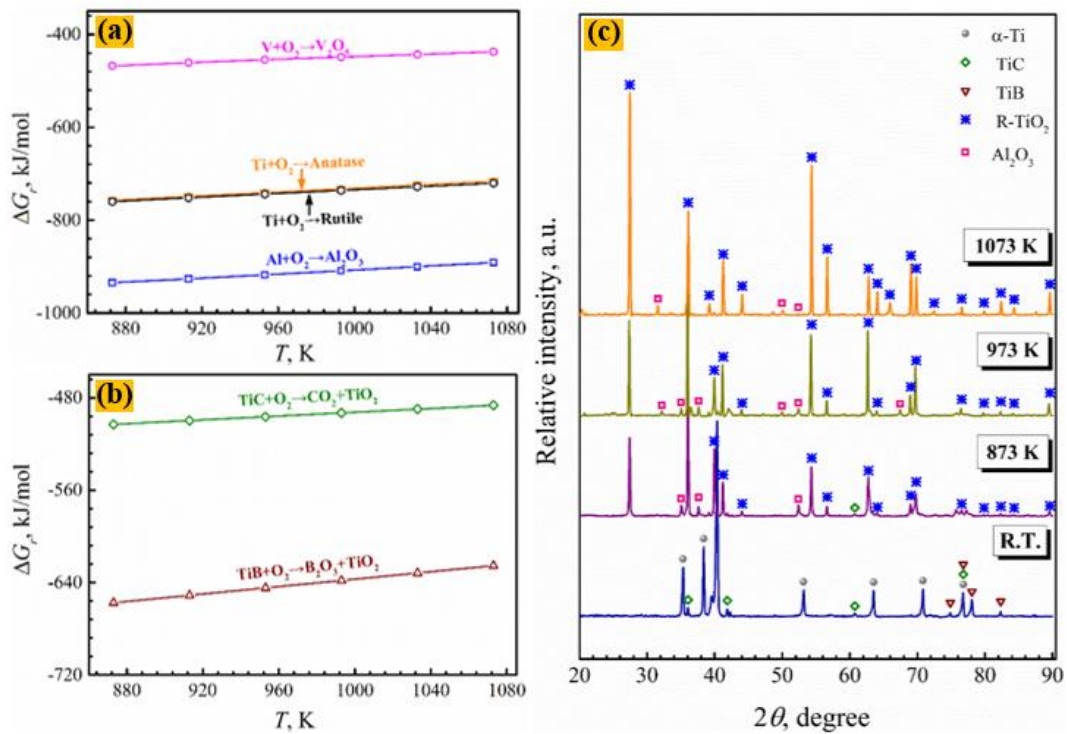 (a)
-400
-600
-800
-1000
ΔGr, kJ/mol
V+O2→V2O4
Ti+O2→Anatase
Ti+O2→Rutile
Al+O2→Al2O3
880 920 960 1000 1040 1080
T, K
(b)
-480
-560
-640
-720
ΔGr, kJ/mol
TiC+O2→CO2+TiO2
TiB+O2→B2O3+TiO2
880 920 960 1000 1040 1080
T, K
(c)
α-Ti
TiC
TiB
R-TiO2
Al2O3
1073 K
973 K
873 K
R.T.
Relative intensity, a.u.
20 30 40 50 60 70 80 90
2θ, degree